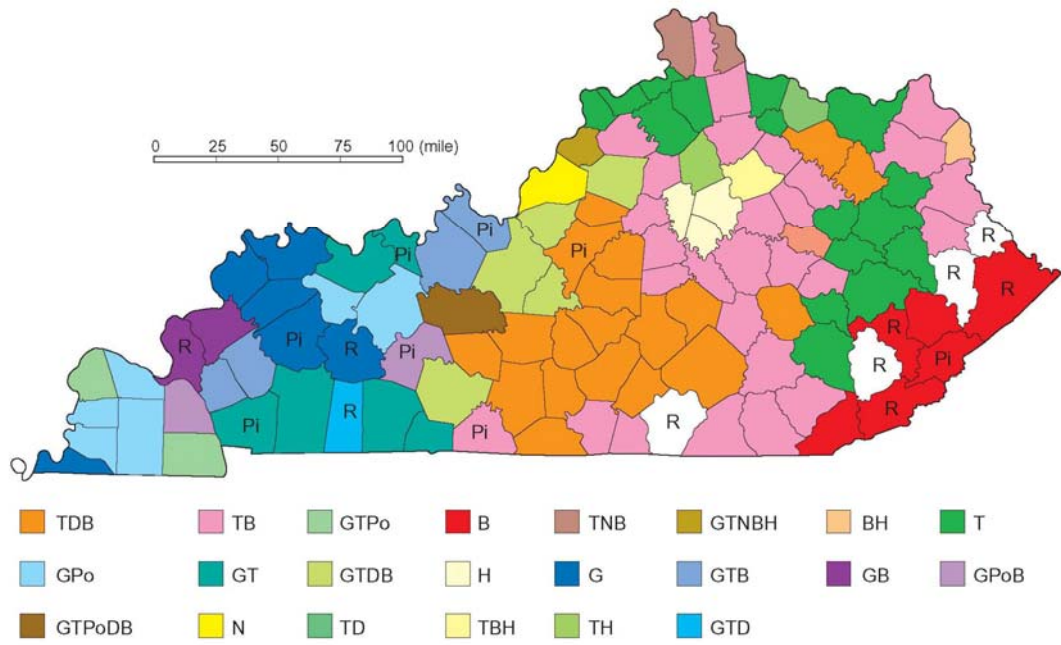 0 25 50 75 100 (mile)
Pi
R
Pi
Pi
R
R
R
R
Pi
R
Pi
R
Pi
R
R
Pi
R
Pi
R
TDB TB GTPo B TNB GTNBH BH T
GPo GT GTDB H G GTB GB GPoB
GTPoDB N TD TBH TH GTD